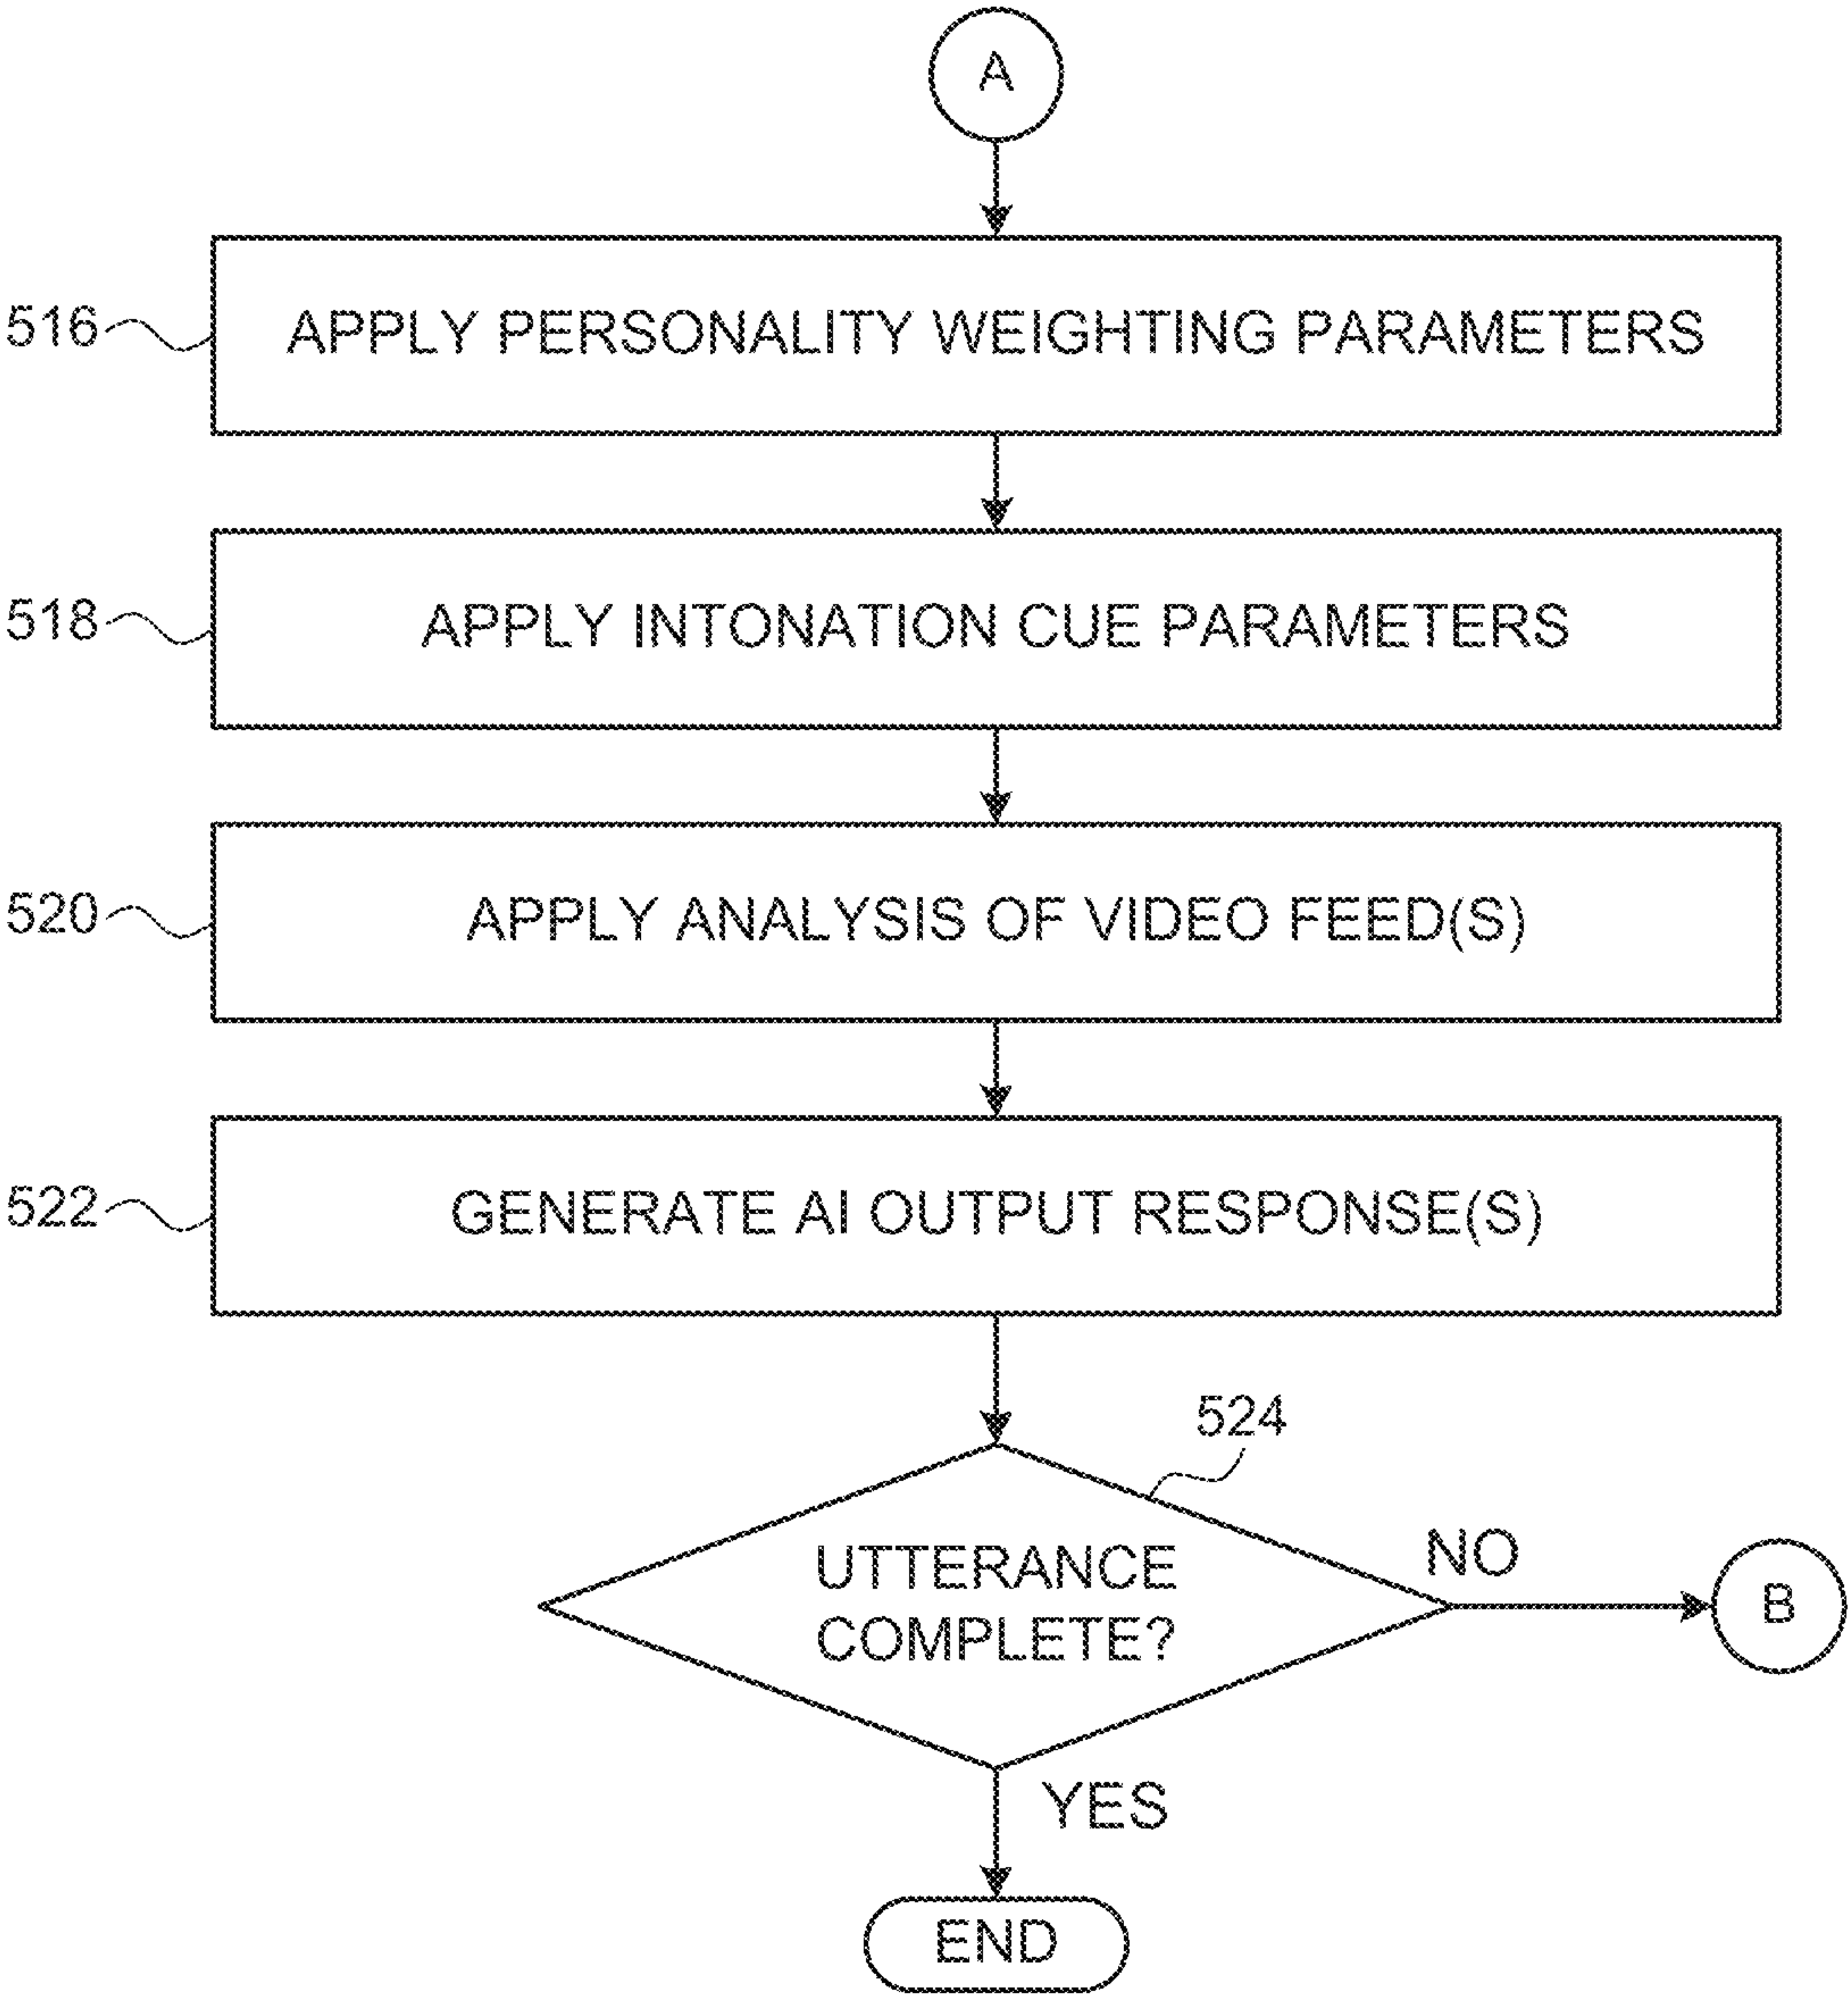 A
516
APPLY PERSONALITY WEIGHTING PARAMETERS
518
APPLY INTONATION CUE PARAMETERS
520
APPLY ANALYSIS OF VIDEO FEED(S)
522
GENERATE AI OUTPUT RESPONSE(S)
524
UTTERANCE
COMPLETE?
NO
B
YES
END